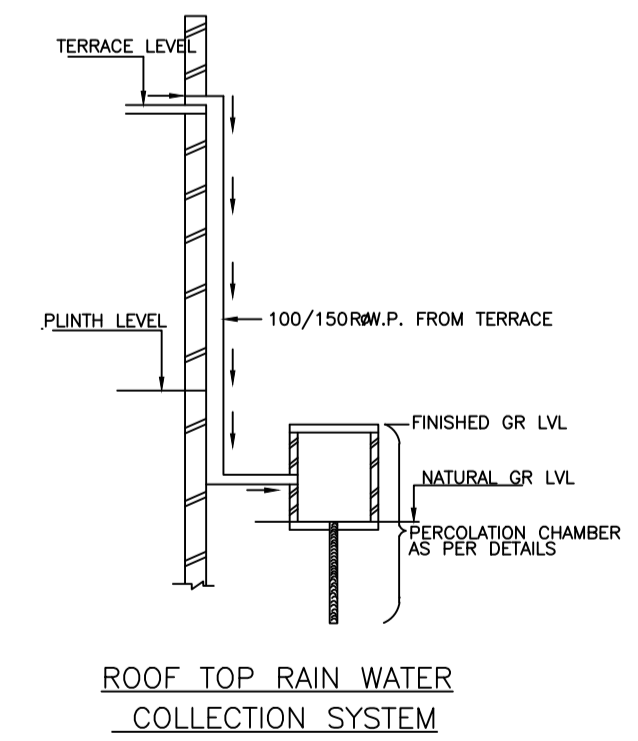 TERRACE LEVEL
PLINTH LEVEL
100/150 R.W.P. FROM TERRACE
FINISHED GR LVL
NATURAL GR LVL
PERCOLATION CHAMBER
AS PER DETAILS
ROOF TOP RAIN WATER
COLLECTION SYSTEM